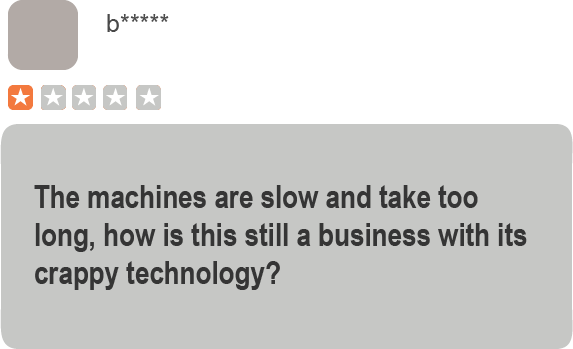 b*****
The machines are slow and take too
long, how is this still a business with its
crappy technology?